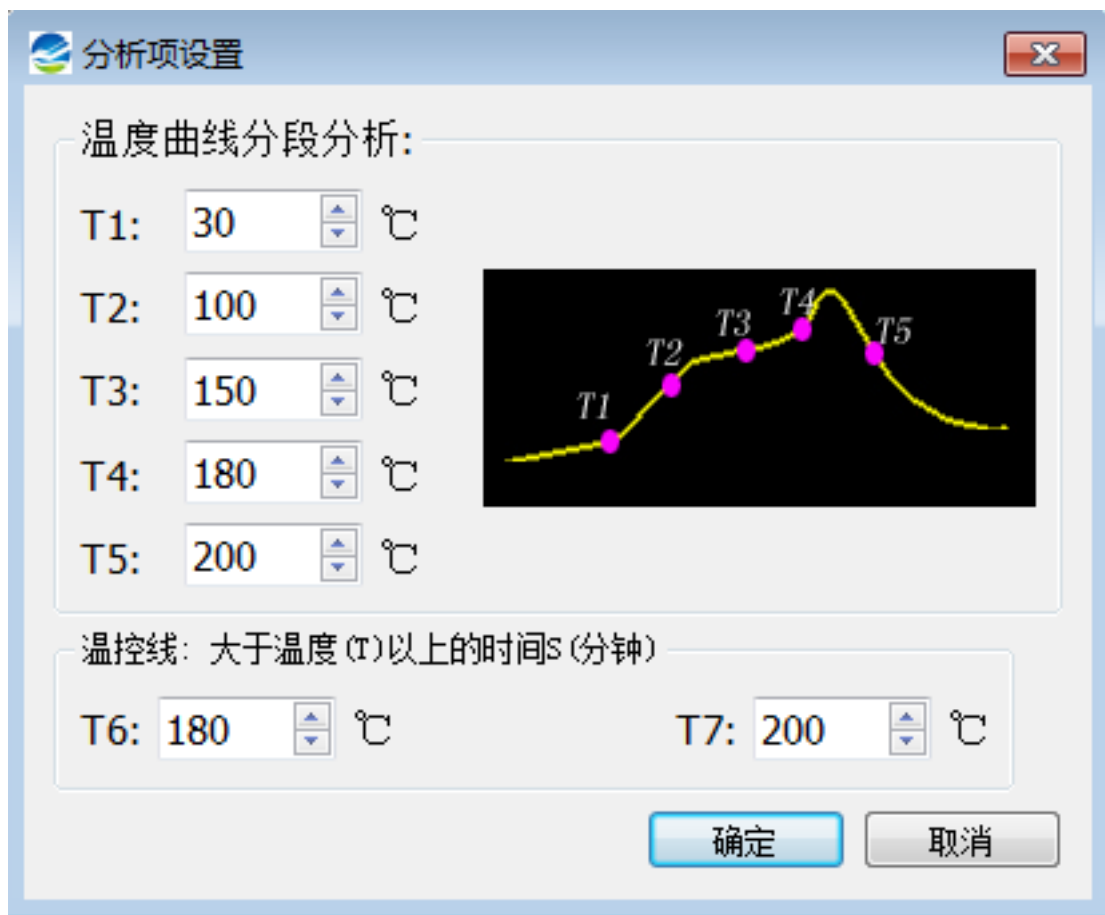 分析项设置
温度曲线分段分析:
T1: 30 ℃
T2: 100 ℃
T3: 150 ℃
T4: 180 ℃
T5: 200 ℃
T1
T2
T3
T4
T5
温控线: 大于温度(T)以上的时间S(分钟)
T6: 180 ℃ T7: 200 ℃
确定 取消